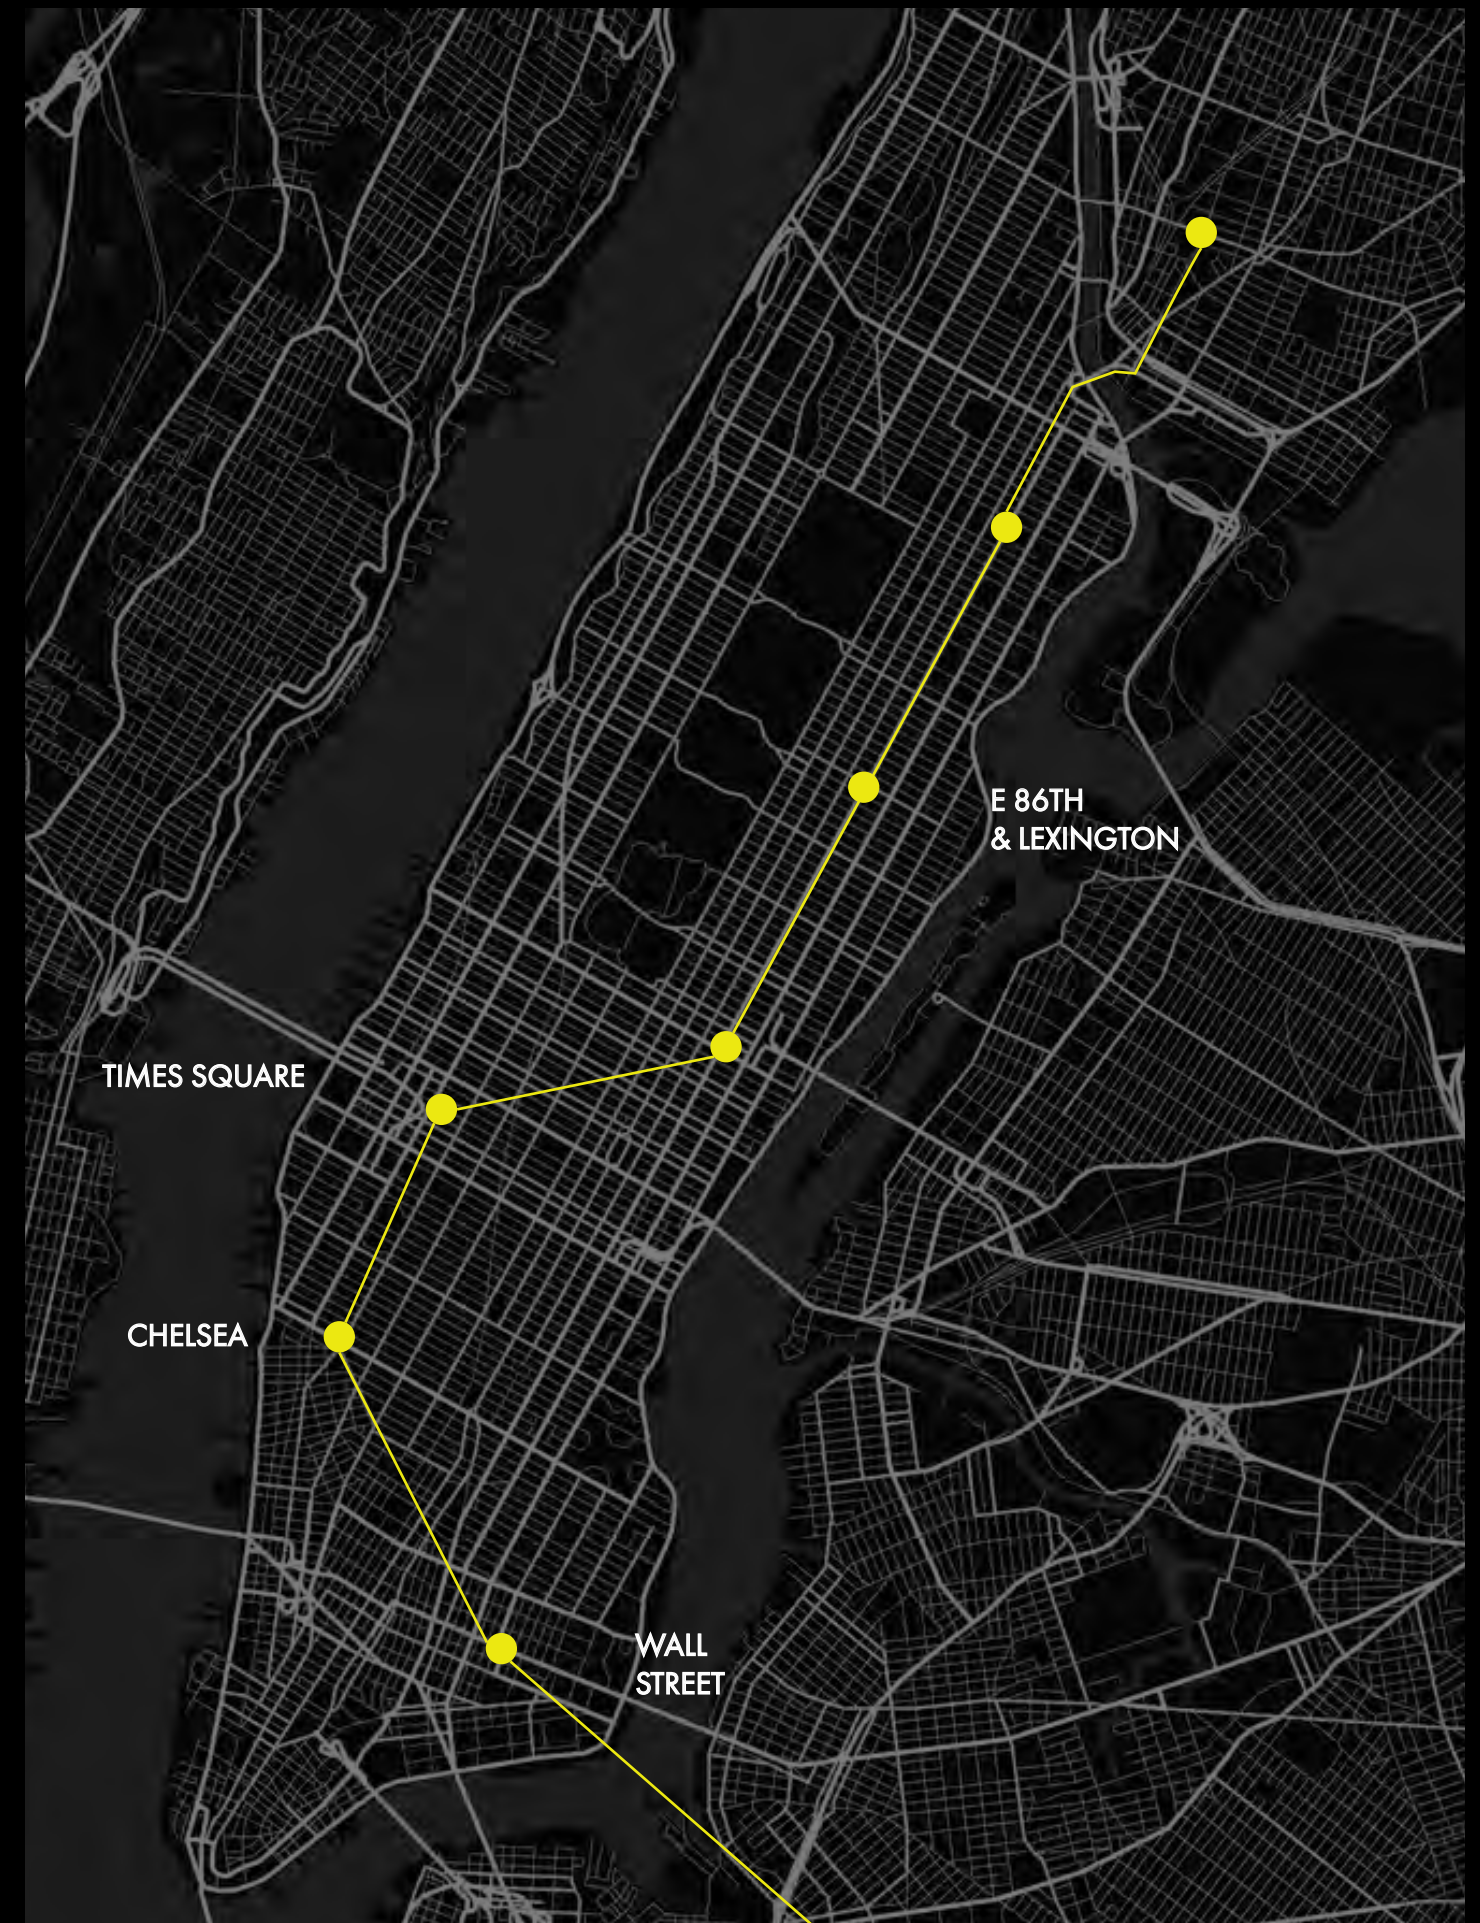 E 86TH
& LEXINGTON
TIMES SQUARE
CHELSEA
WALL
STREET